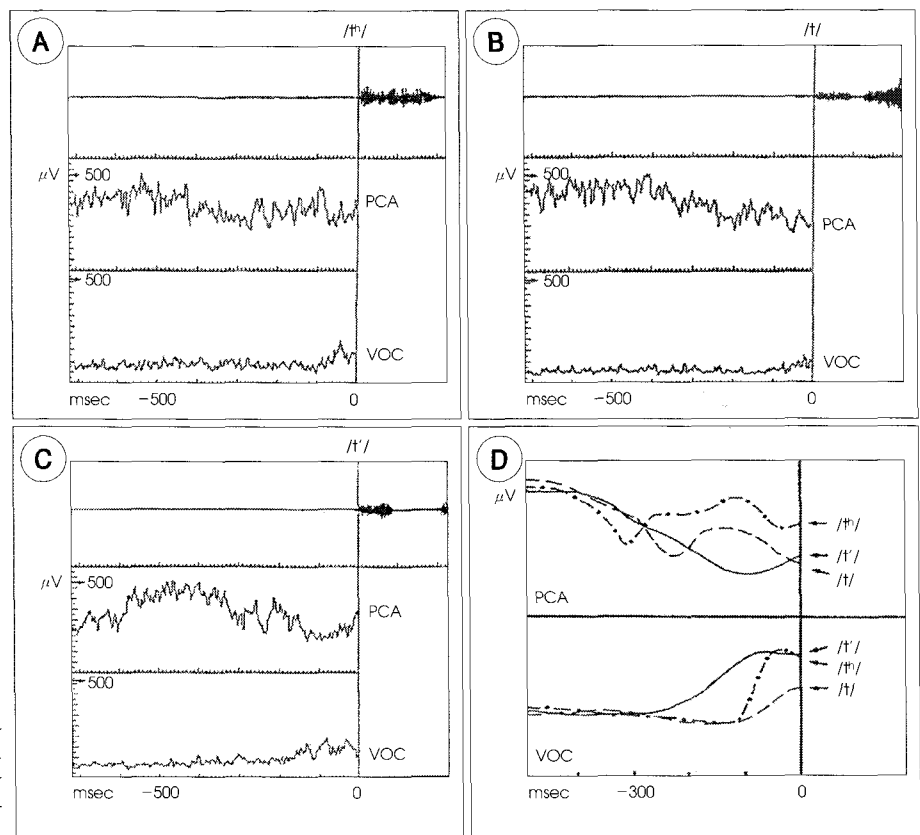 A
/tʰ/
μV
500
PCA
500
VOC
msec −500 0
B
/t/
500
PCA
500
VOC
msec −500 0
C
/t’/
μV
500
PCA
500
VOC
msec −500 0
D
μV
/tʰ/
/t’/
/t/
PCA
/t’/
/tʰ/
/t/
VOC
msec −300 0